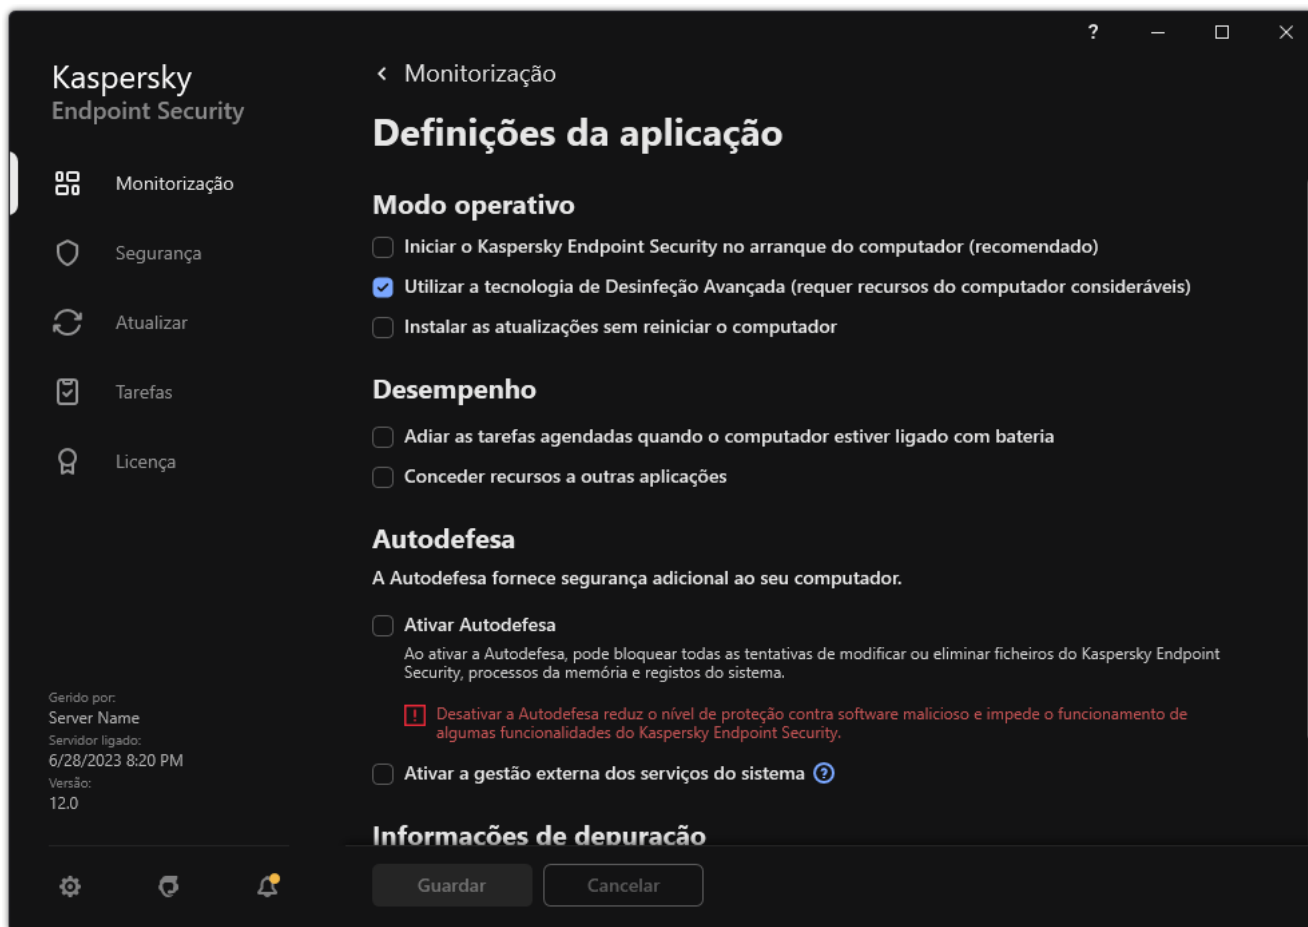 ?
Kaspersky
Endpoint Security
Monitorização
Segurança
Atualizar
Tarefas
Licença
Gerido por:
Server Name
Servidor ligado:
6/28/2023 8:20 PM
Versão:
12.0
Monitorização
Definições da aplicação
Modo operativo
Iniciar o Kaspersky Endpoint Security no arranque do computador (recomendado)
Utilizar a tecnologia de Desinfeção Avançada (requer recursos do computador consideráveis)
Instalar as atualizações sem reiniciar o computador
Desempenho
Adiar as tarefas agendadas quando o computador estiver ligado com bateria
Conceder recursos a outras aplicações
Autodefesa
A Autodefesa fornece segurança adicional ao seu computador.
Ativar Autodefesa
Ao ativar a Autodefesa, pode bloquear todas as tentativas de modificar ou eliminar ficheiros do Kaspersky Endpoint
Security, processos da memória e registos do sistema.
Desativar a Autodefesa reduz o nível de proteção contra software malicioso e impede o funcionamento de
algumas funcionalidades do Kaspersky Endpoint Security.
Ativar a gestão externa dos serviços do sistema ?
Informações de depuração
Guardar
Cancelar